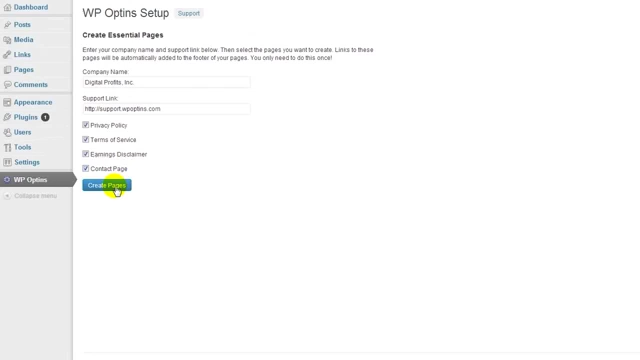 Dashboard
Posts
Media
Links
Pages
Comments
Appearance
Plugins 1
Users
Tools
Settings
WP Optins
Collapse menu
WP Optins Setup Support
Create Essential Pages
Enter your company name and support link below. Then select the pages you want to create. Links to these
pages will be automatically added to the footer of your pages. You only need to do this once!
Company Name:
Digital Profits, Inc.
Support Link:
http://support.wpoptins.com
Privacy Policy
Terms of Service
Earnings Disclaimer
Contact Page
Create Pages